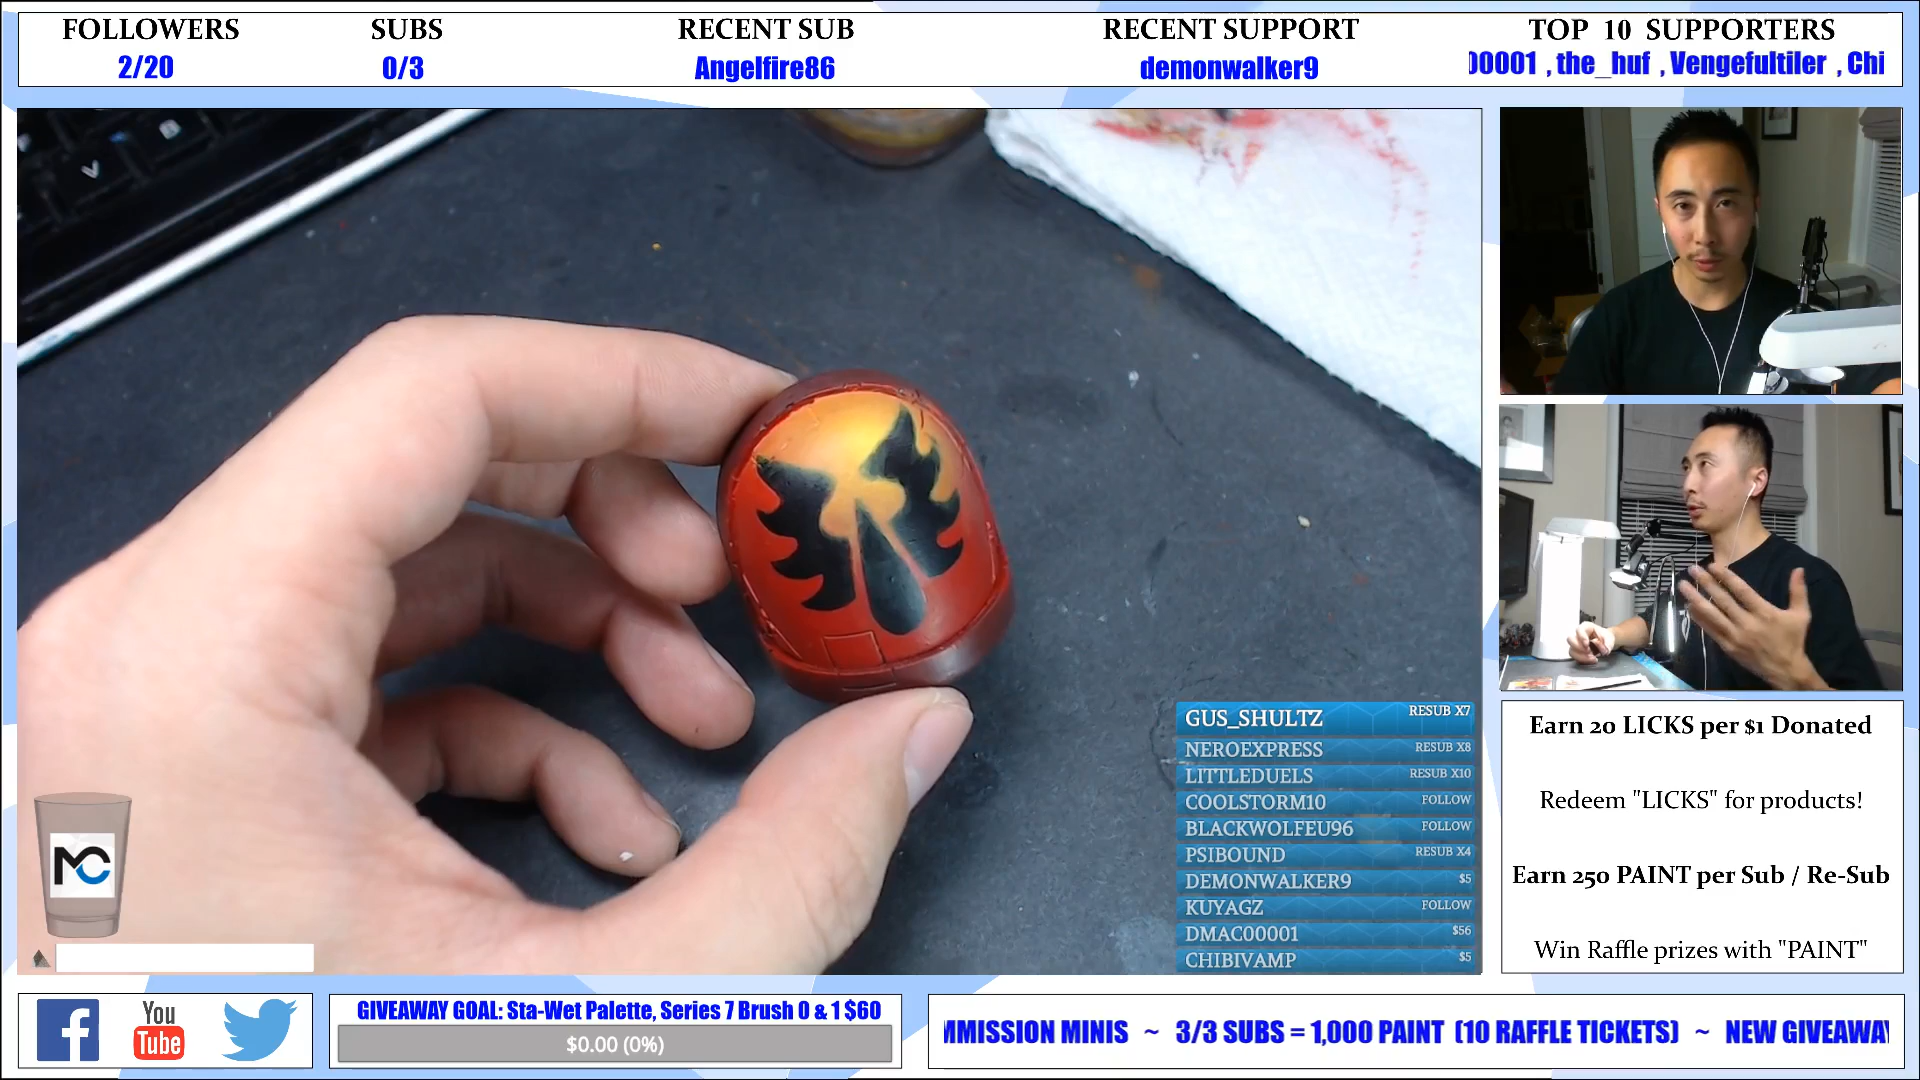 FOLLOWERS
2/20
SUBS
0/3
RECENT SUB
Angelfire86
RECENT SUPPORT
demonwalker9
TOP 10 SUPPORTERS
00001 , the_huf , Vengefultiler , Chi
V
B
GUS_SHULTZ RESUB X7
NEROEXPRESS RESUB X8
LITTLEDUELS RESUB X10
COOLSTORM10 FOLLOW
BLACKWOLFEU96 FOLLOW
PSIBOUND RESUB X4
DEMONWALKER9 $5
KUYAGZ FOLLOW
DMAC00001 $56
CHIBIVAMP $5
Earn 20 LICKS per $1 Donated
Redeem "LICKS" for products!
Earn 250 PAINT per Sub / Re-Sub
Win Raffle prizes with "PAINT"
MC
f
You
Tube
GIVEAWAY GOAL: Sta-Wet Palette, Series 7 Brush 0 & 1 $60
$0.00 (0%)
MMISSION MINIS ~ 3/3 SUBS = 1,000 PAINT (10 RAFFLE TICKETS) ~ NEW GIVEAWAY